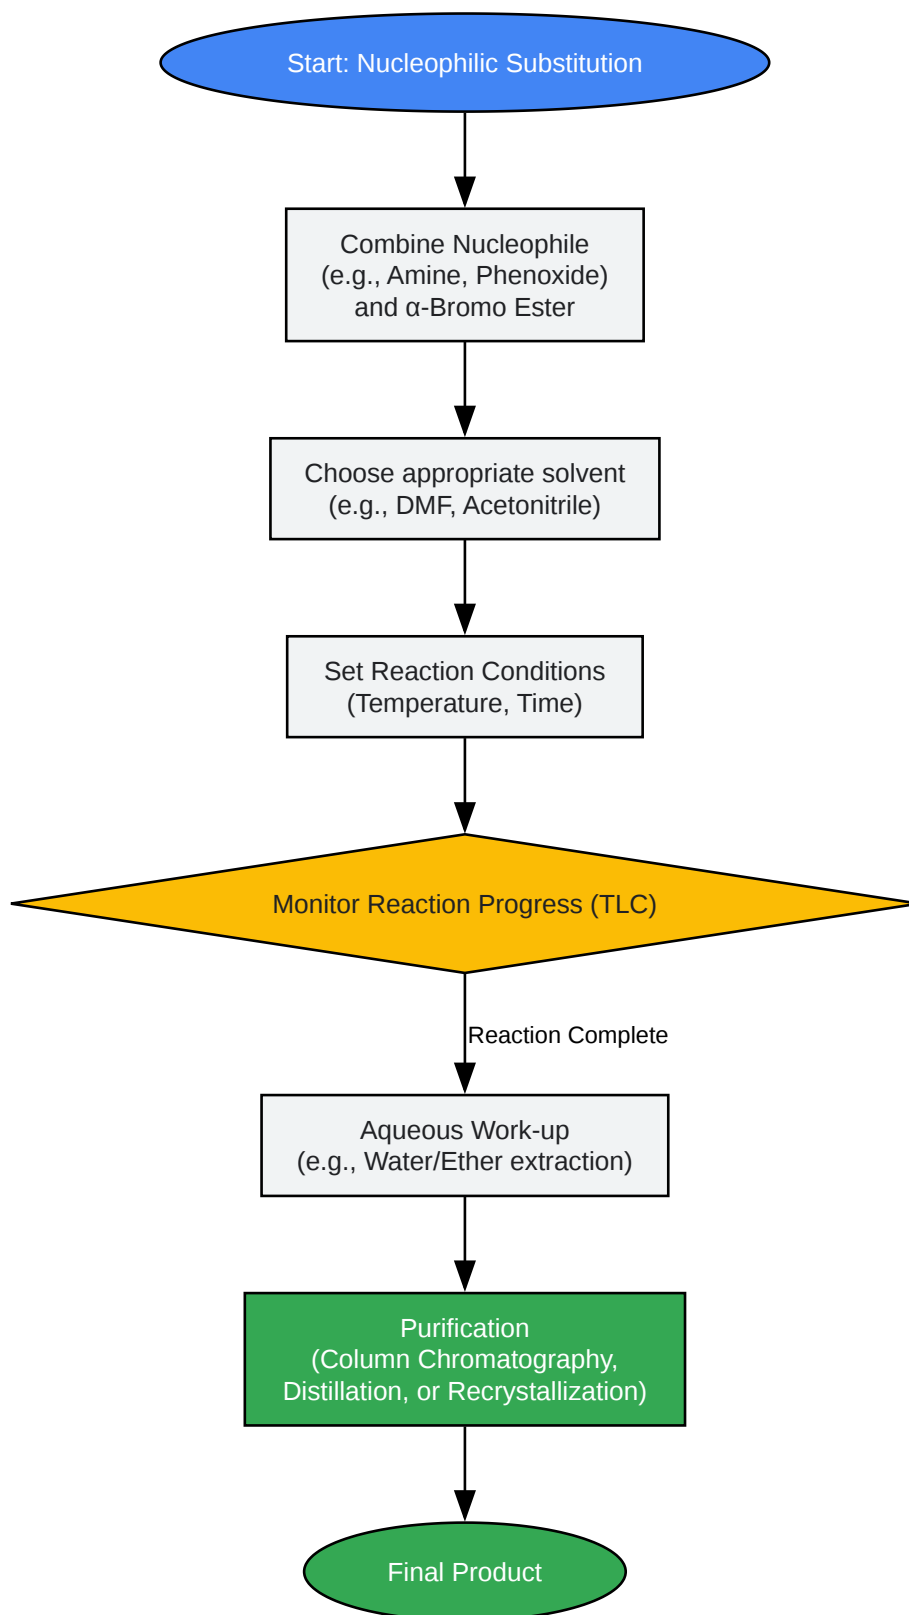 Start: Nucleophilic Substitution
Combine Nucleophile
(e.g., Amine, Phenoxide)
and α-Bromo Ester
Choose appropriate solvent
(e.g., DMF, Acetonitrile)
Set Reaction Conditions
(Temperature, Time)
Monitor Reaction Progress (TLC)
Reaction Complete
Aqueous Work-up
(e.g., Water/Ether extraction)
Purification
(Column Chromatography,
Distillation, or Recrystallization)
Final Product